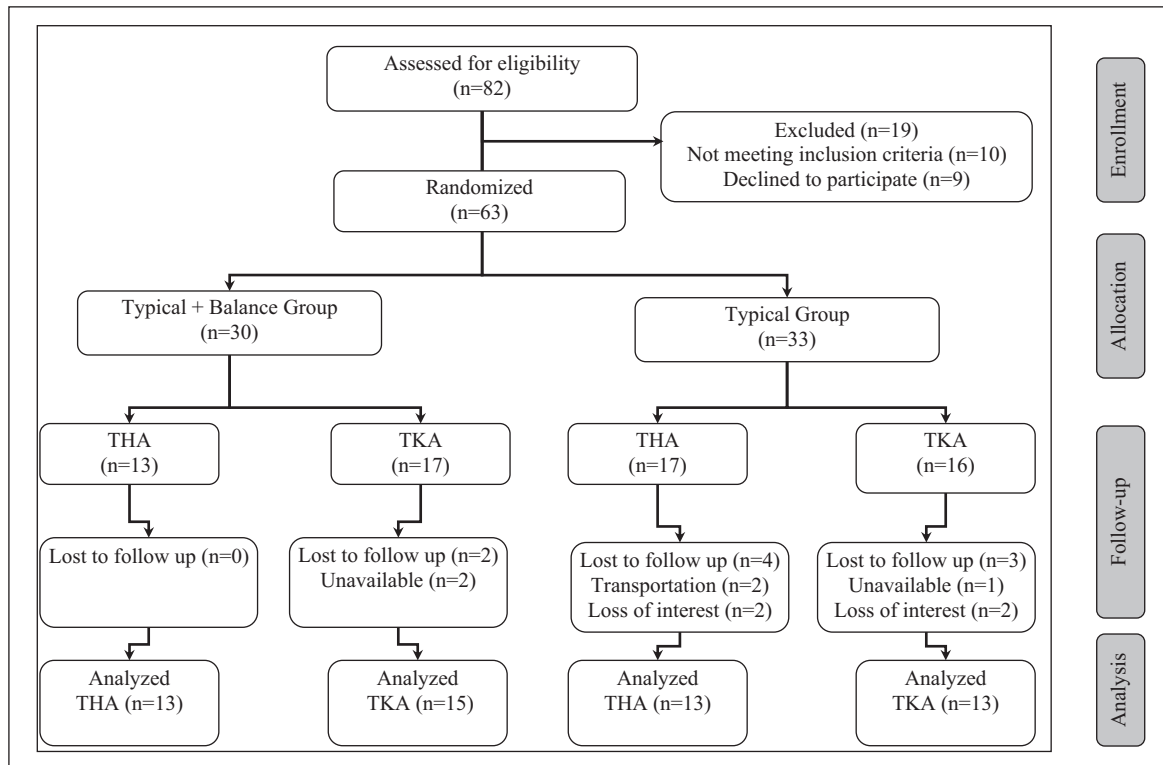 Assessed for eligibility
(n=82)
Excluded (n=19)
Not meeting inclusion criteria (n=10)
Declined to participate (n=9)
Randomized
(n=63)
Enrollment
Typical + Balance Group
(n=30)
Typical Group
(n=33)
Allocation
THA
(n=13)
TKA
(n=17)
THA
(n=17)
TKA
(n=16)
Lost to follow up (n=0)
Lost to follow up (n=2)
Unavailable (n=2)
Lost to follow up (n=4)
Transportation (n=2)
Loss of interest (n=2)
Lost to follow up (n=3)
Unavailable (n=1)
Loss of interest (n=2)
Follow-up
Analyzed
THA (n=13)
Analyzed
TKA (n=15)
Analyzed
THA (n=13)
Analyzed
TKA (n=13)
Analysis